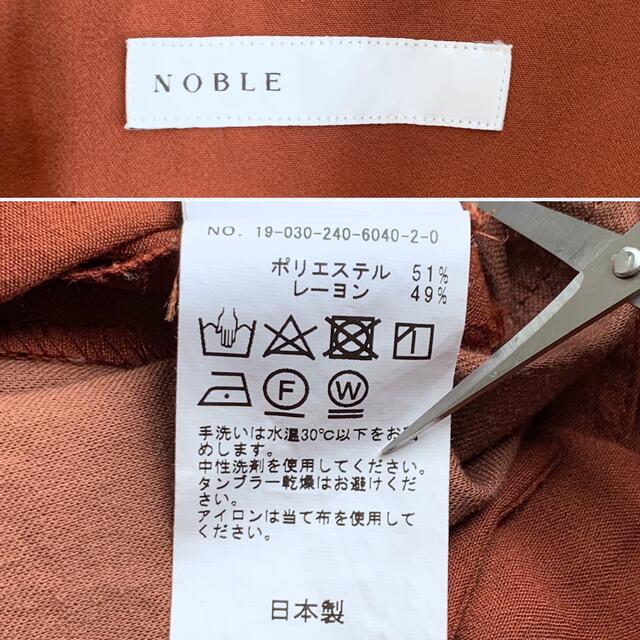 NOBLE
NO. 19-030-240-6040-2-0
ポリエステル 51%
レーヨン 49%
F
W
手洗いは水温30℃以下をお
めします。
中性洗剤を使用してください。
タンブラー乾燥はお避けくだ
さい。
アイロンは当て布を使用して
ください。
日本製